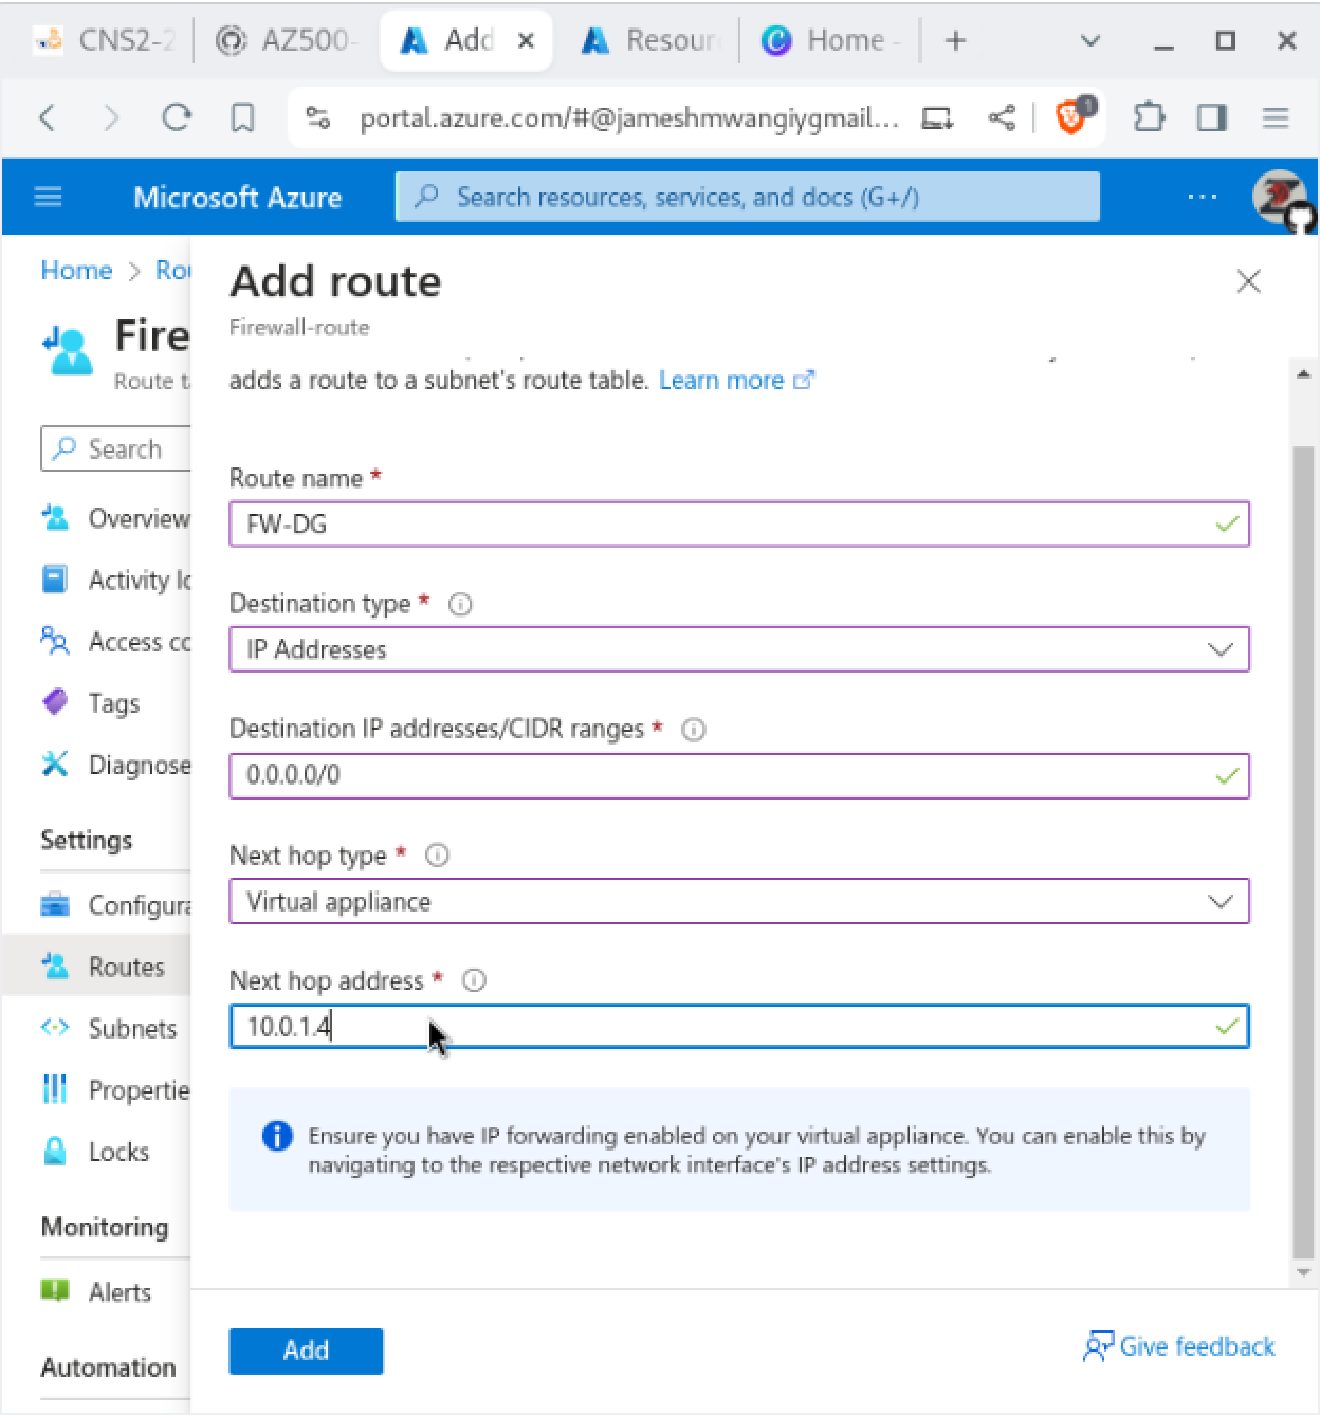 CNS2-2
AZ500-
Add
Resour
Home -
portal.azure.com/#@jameshmwangiygmail...
1
Microsoft Azure
Search resources, services, and docs (G+/)
Home > Rou
Fire
Route t
Search
Overview
Activity lo
Access co
Tags
Diagnose
Settings
Configura
Routes
Subnets
Propertie
Locks
Monitoring
Alerts
Automation
Add route
Firewall-route
adds a route to a subnet's route table. Learn more
Route name *
FW-DG
Destination type *
IP Addresses
Destination IP addresses/CIDR ranges *
0.0.0.0/0
Next hop type *
Virtual appliance
Next hop address *
10.0.1.4
Ensure you have IP forwarding enabled on your virtual appliance. You can enable this by
navigating to the respective network interface's IP address settings.
Add
Give feedback